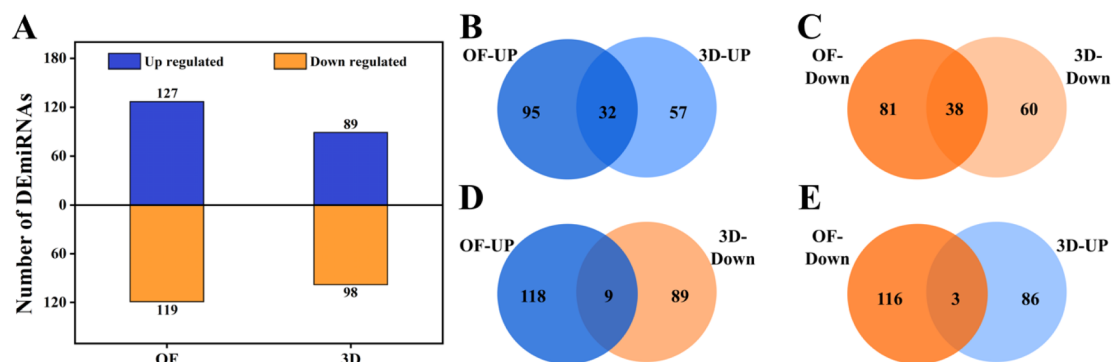 A
Number of DEmiRNAs
180
120
60
0
60
120
Up regulated
Down regulated
127
89
119
98
OF
3D
B
OF-UP
3D-UP
95
32
57
C
OF-
Down
3D-
Down
81
38
60
D
OF-UP
3D-
Down
118
9
89
E
OF-
Down
3D-UP
116
3
86